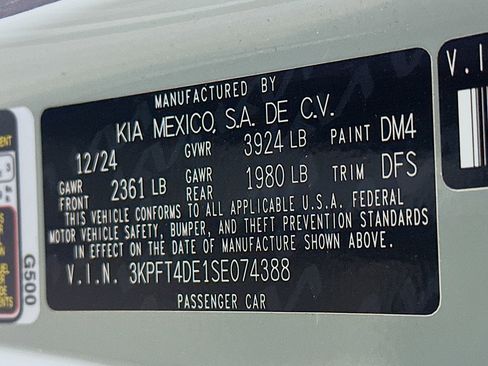 MANUFACTURED BY
KIA MEXICO, S.A. DE C.V.
12/24 GVWR 3924 LB PAINT DM4
GAWR FRONT 2361 LB GAWR REAR 1980 LB TRIM DFS
THIS VEHICLE CONFORMS TO ALL APPLICABLE U.S.A. FEDERAL
MOTOR VEHICLE SAFETY, BUMPER, AND THEFT PREVENTION STANDARDS
IN EFFECT ON THE DATE OF MANUFACTURE SHOWN ABOVE.
V.I.N. 3KPFT4DE1SE074388
PASSENGER CAR
G500
V.I